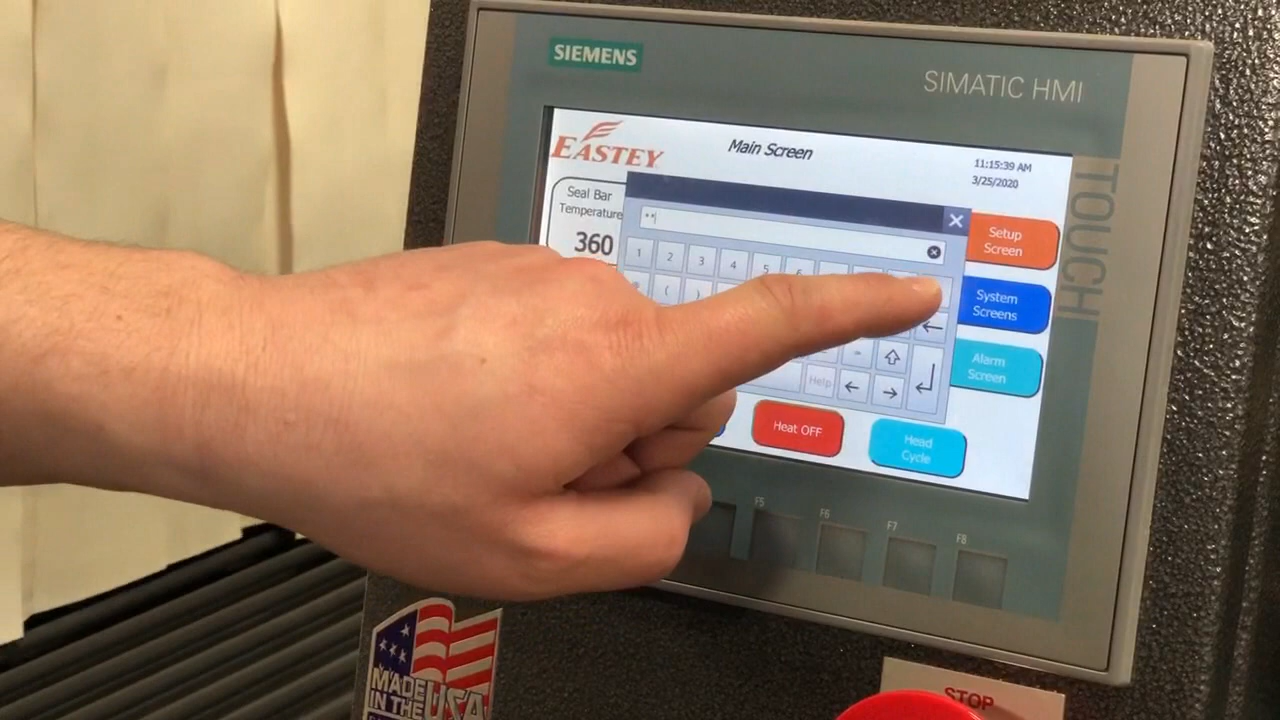 SIEMENS
SIMATIC HMI
TOUCH
EASTEY
Main Screen
11:15:39 AM
3/25/2020
Seal Bar
Temperature
360
**
1 2 3 4 5 6
( )
Help
Setup
Screen
System
Screens
Alarm
Screen
Heat OFF
Head
Cycle
F5 F6 F7 F8
MADE
IN THE
USA
STOP